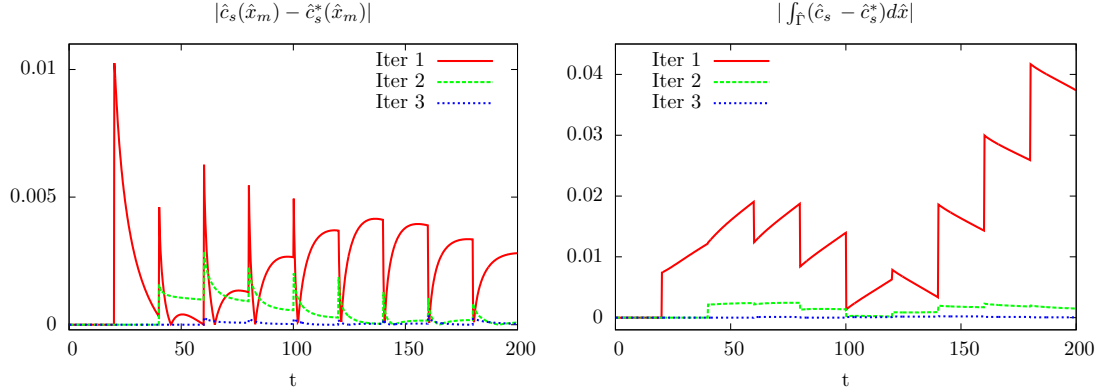 |ĉ_s(x̂_m) − ĉ_s^*(x̂_m)|
Iter 1
Iter 2
Iter 3
0.01
0.005
0
0 50 100 150 200
t
| ∫_Γ̂(ĉ_s − ĉ_s^*)dx̂|
Iter 1
Iter 2
Iter 3
0.04
0.03
0.02
0.01
0
0 50 100 150 200
t